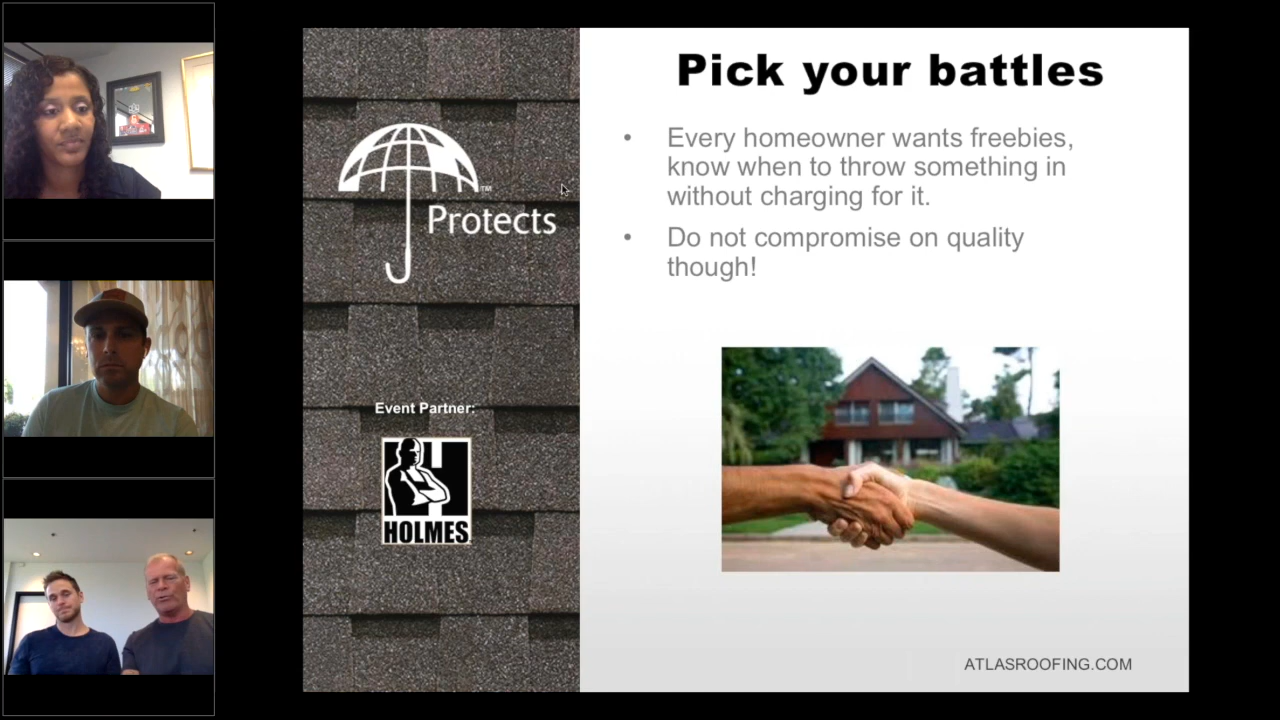 Pick your battles
• Every homeowner wants freebies,
know when to throw something in
without charging for it.
• Do not compromise on quality
though!
™
Protects
Event Partner:
HOLMES
ATLASROOFING.COM